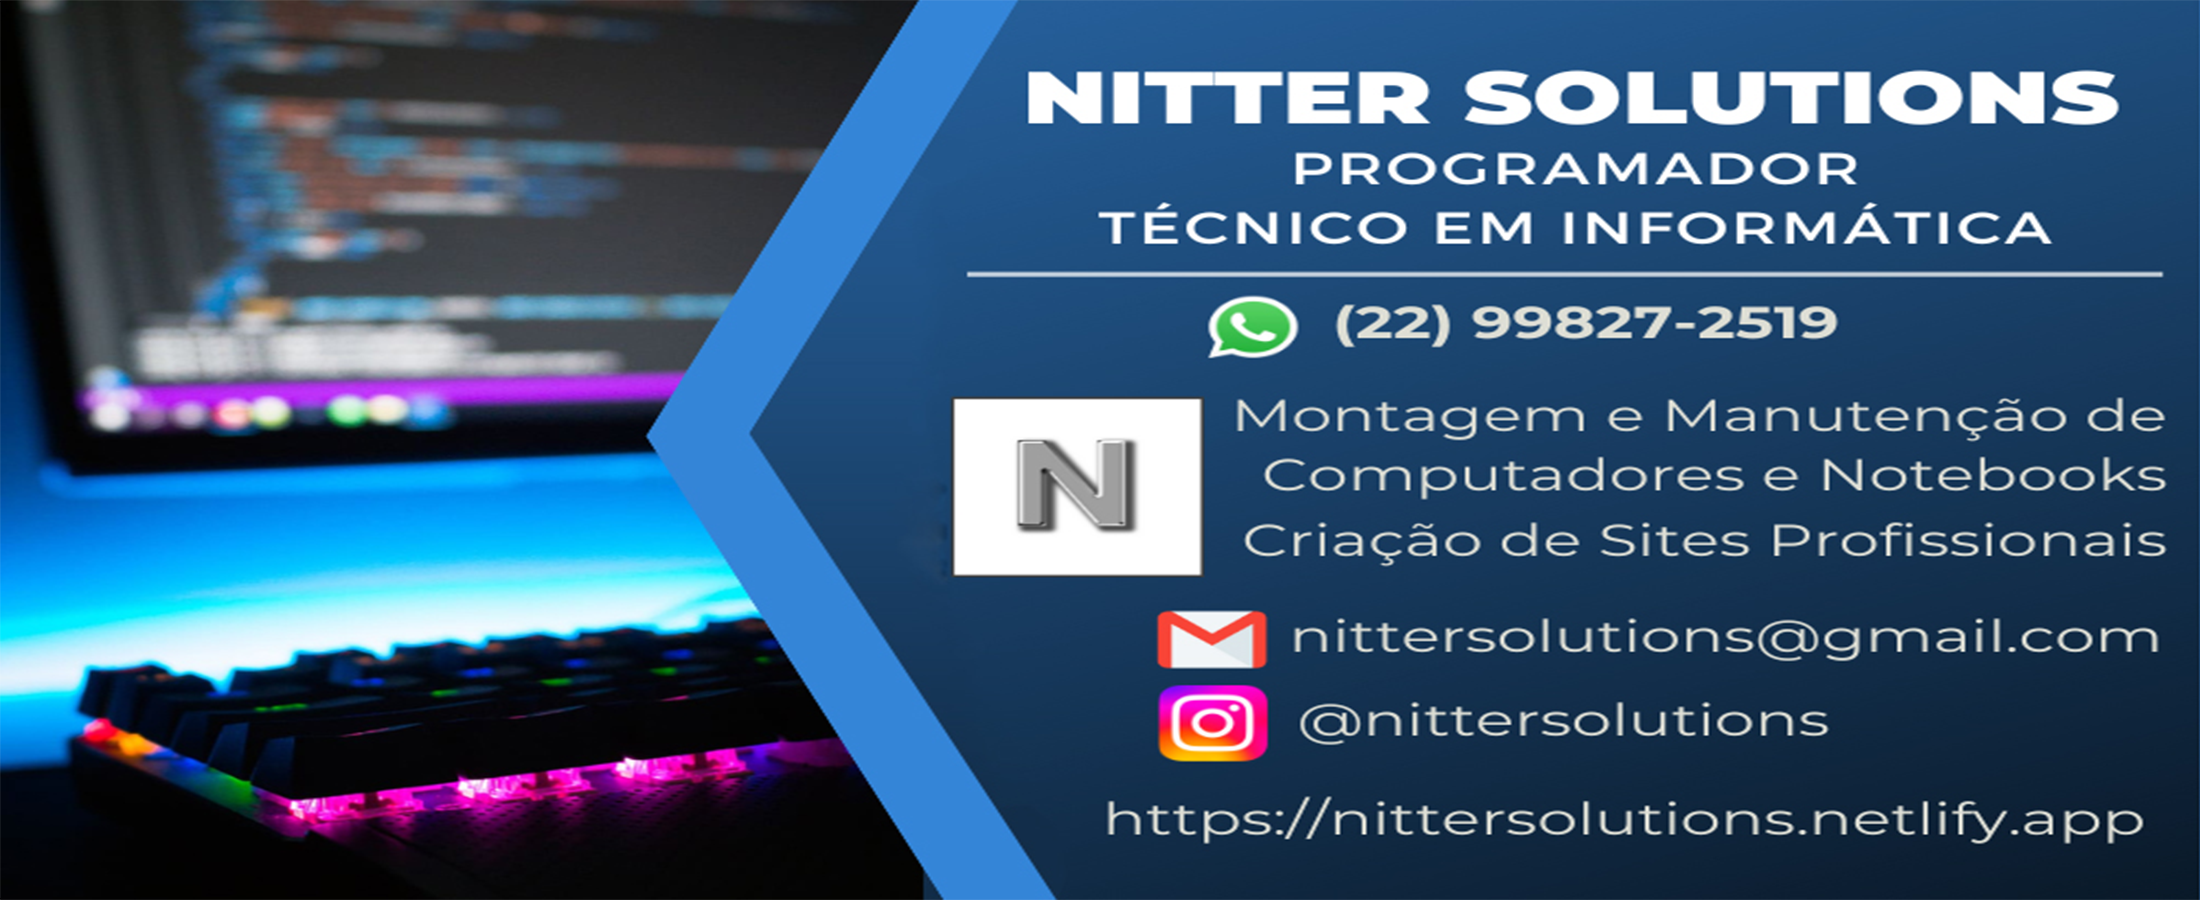 NITTER SOLUTIONS
PROGRAMADOR
TÉCNICO EM INFORMÁTICA
(22) 99827-2519
N
Montagem e Manutenção de
Computadores e Notebooks
Criação de Sites Profissionais
nittersolutions@gmail.com
@nittersolutions
https://nittersolutions.netlify.app